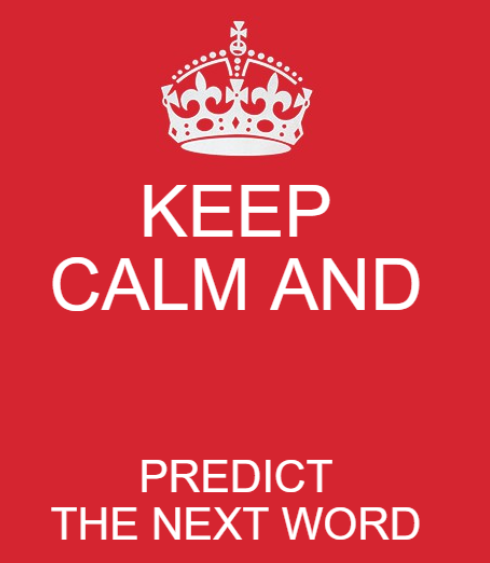 KEEP
CALM AND
PREDICT
THE NEXT WORD